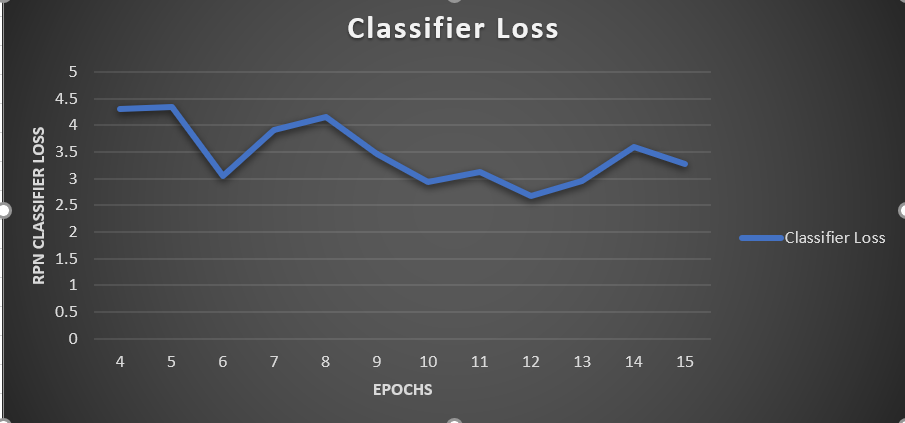 Classifier Loss
RPN CLASSIFIER LOSS
5
4.5
4
3.5
3
2.5
2
1.5
1
0.5
0
4 5 6 7 8 9 10 11 12 13 14 15
EPOCHS
Classifier Loss